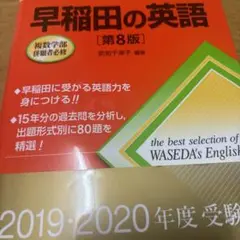 早稲田の英語
[第8版]
複数学部
併願者必修
◆早稲田に受かる英語力を
身につける!!
◆15年分の過去問を分析し、
出題形式別に80題を
精選!
the best selection of
WASEDA's English
2019・2020年度受験